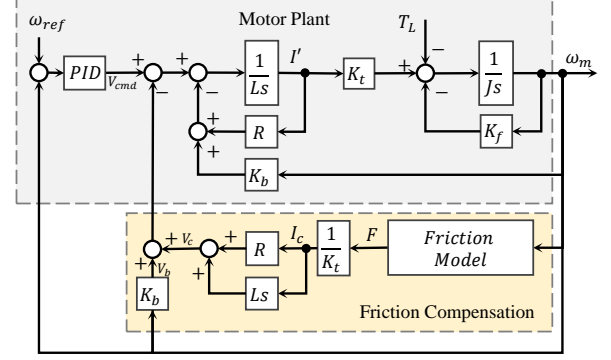 ω_ref
Motor Plant
T_L
PID
V_cmd
+
−
+
−
1
Ls
I'
K_t
+
−
−
1
Js
ω_m
+
+
R
K_f
K_b
+
V_c
+
V_b
+
+
R
I_c
1
K_t
F
Friction
Model
K_b
Ls
Friction Compensation